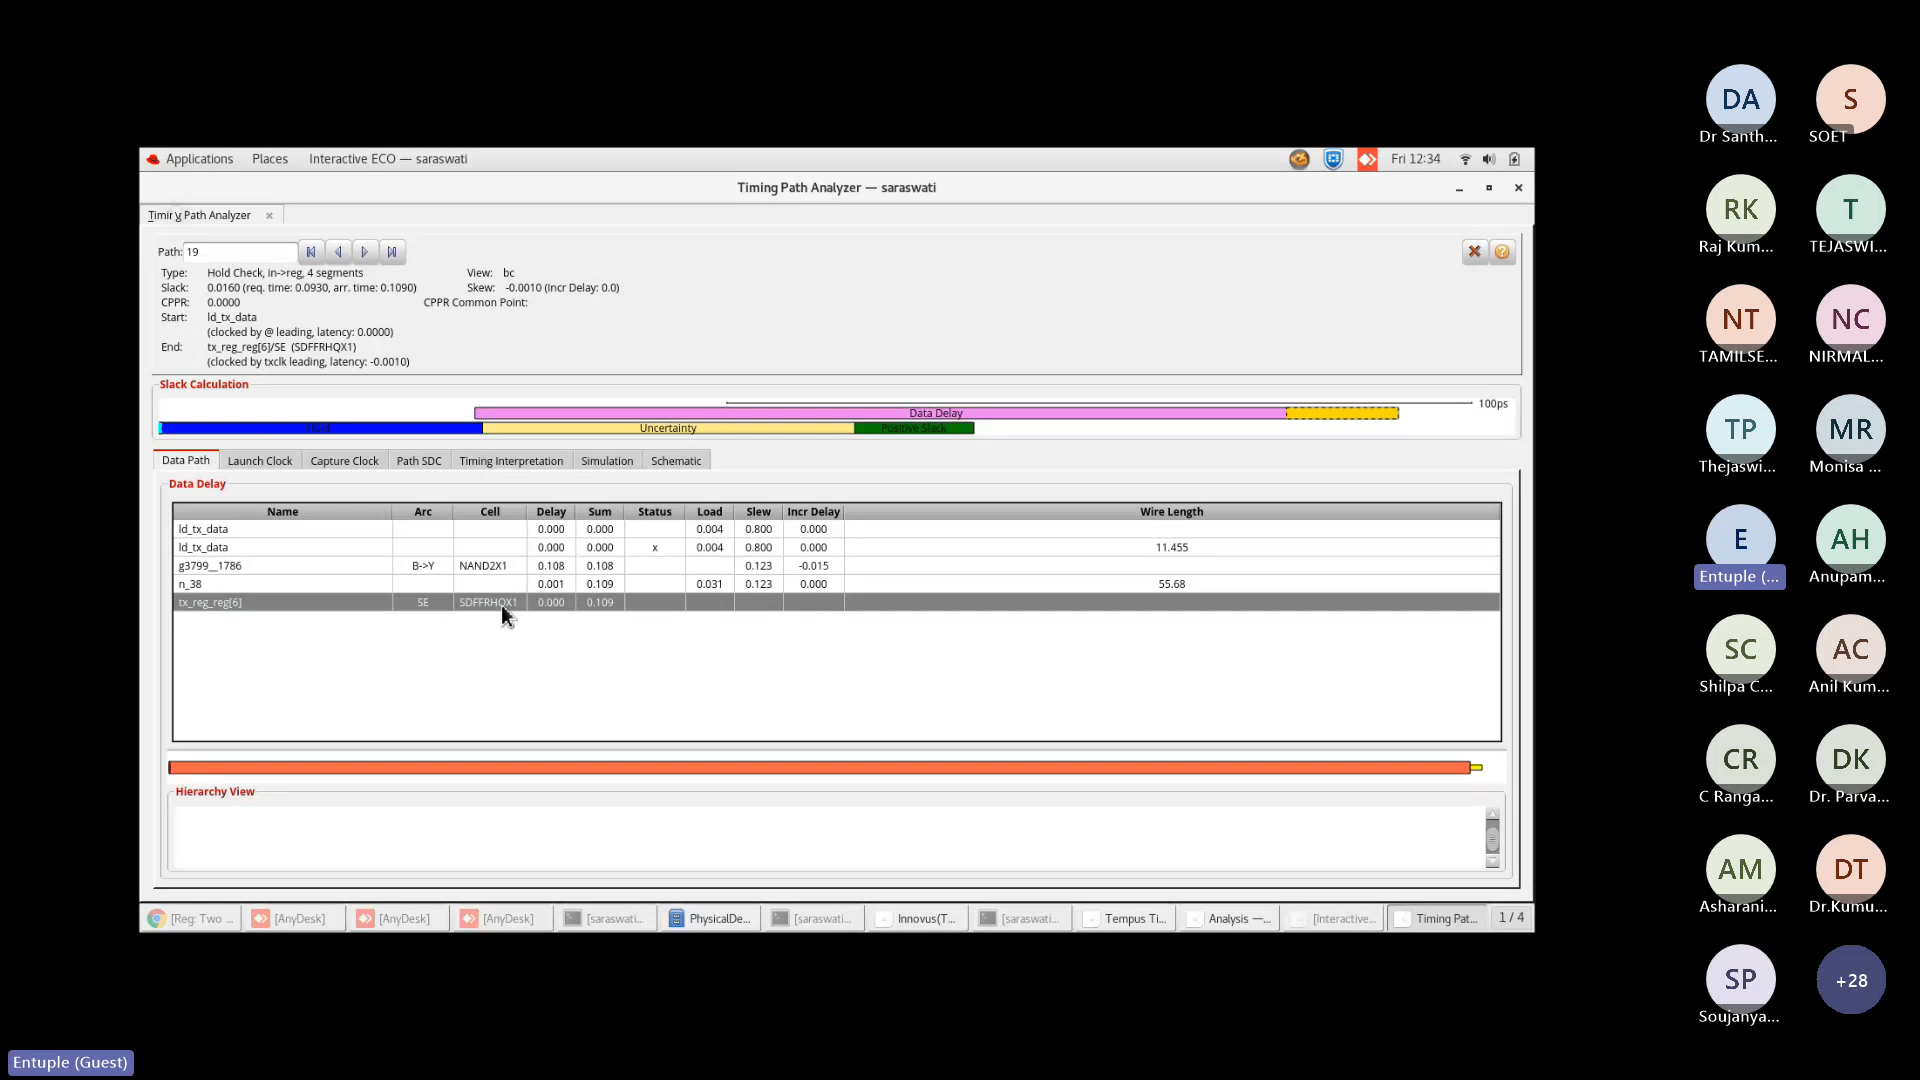 Applications Places Interactive ECO — saraswati Fri 12:34
Timing Path Analyzer — saraswati
Path Analyzer
Path: 19
Type: Hold Check, in->reg, 4 segments View: bc
Slack: 0.0160 (req. time: 0.0930, arr. time: 0.1090) Skew: -0.0010 (Incr Delay: 0.0)
CPPR: 0.0000 CPPR Common Point:
Start: ld_tx_data
(clocked by @ leading, latency: 0.0000)
End: tx_reg_reg[6]/SE (SDFFRHQX1)
(clocked by txclk leading, latency: -0.0010)
Slack Calculation
100ps
Data Delay
Hold Uncertainty Positive Slack
Data Path Launch Clock Capture Clock Path SDC Timing Interpretation Simulation Schematic
Data Delay
Name Arc Cell Delay Sum Status Load Slew Incr Delay Wire Length
ld_tx_data 0.000 0.000 0.004 0.800 0.000
ld_tx_data 0.000 0.000 x 0.004 0.800 0.000 11.455
g3799__1786 B->Y NAND2X1 0.108 0.108 0.123 -0.015
n_38 0.001 0.109 0.031 0.123 0.000 55.68
tx_reg_reg[6] SE SDFFRHQX1 0.000 0.109
Hierarchy View
[Reg: Two ... [AnyDesk] [AnyDesk] [AnyDesk] [saraswati... PhysicalDe... [saraswati... Innovus(T... [saraswati... Tempus Ti... Analysis —... [Interactive... Timing Pat... 1 / 4
DA S
Dr Santh... SOET
RK T
Raj Kum... TEJASWI...
NT NC
TAMILSE... NIRMAL...
TP MR
Thejaswi... Monisa ...
E AH
Entuple (... Anupam...
SC AC
Shilpa C... Anil Kum...
CR DK
C Ranga... Dr. Parva...
AM DT
Asharani... Dr.Kumu...
SP +28
Soujanya...
Entuple (Guest)